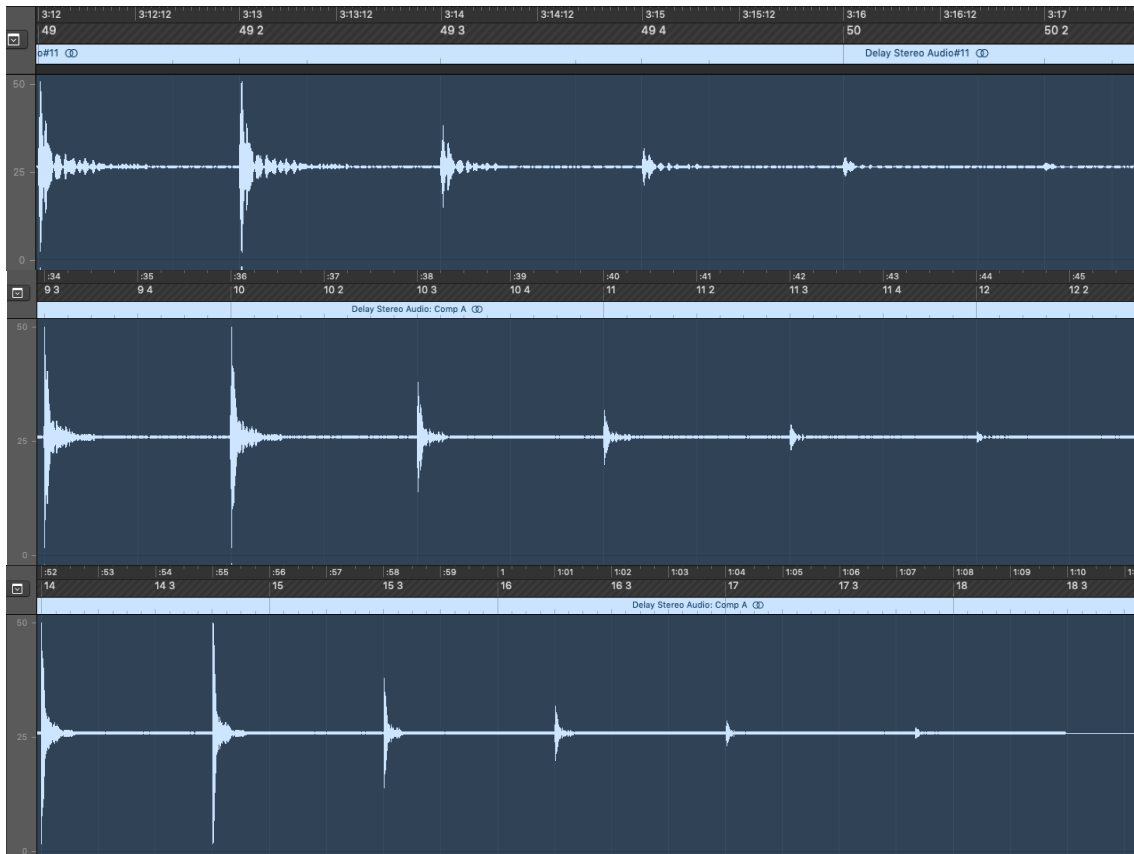 3:12 3:12:12 3:13 3:13:12 3:14 3:14:12 3:15 3:15:12 3:16 3:16:12 3:17
49 49 2 49 3 49 4 50 50 2
o#11 Delay Stereo Audio#11
50
25
0
:34 :35 :36 :37 :38 :39 :40 :41 :42 :43 :44 :45
9 3 9 4 10 10 2 10 3 10 4 11 11 2 11 3 11 4 12 12 2
Delay Stereo Audio: Comp A
50
25
0
:52 :53 :54 :55 :56 :57 :58 :59 1 1:01 1:02 1:03 1:04 1:05 1:06 1:07 1:08 1:09 1:10 1:
14 14 3 15 15 3 16 16 3 17 17 3 18 18 3
Delay Stereo Audio: Comp A
50
25
0